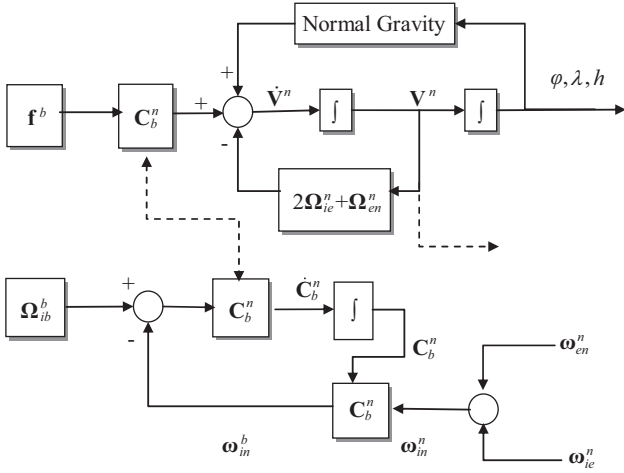 Normal Gravity
φ, λ, h
+
f^b
C_b^n
+
V̇^n
∫
V^n
∫
-
2Ω_ie^n+Ω_en^n
Ω_ib^b
+
C_b^n
Ċ_b^n
∫
-
C_b^n
ω_en^n
C_b^n
ω_in^b
ω_in^n
ω_ie^n